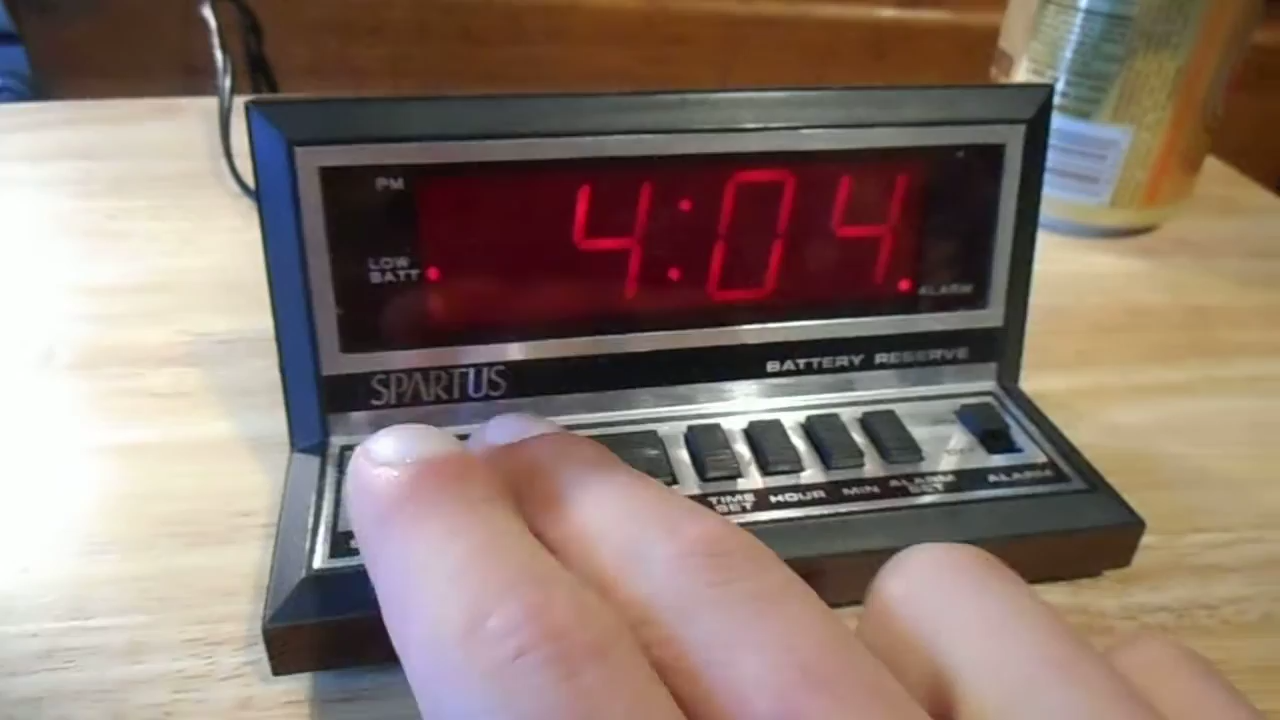 PM
4:04
LOW
BATT
ALARM
SPARTUS
BATTERY RESERVE
TIME
SET
HOUR
MIN
ALARM
SET
ALARM